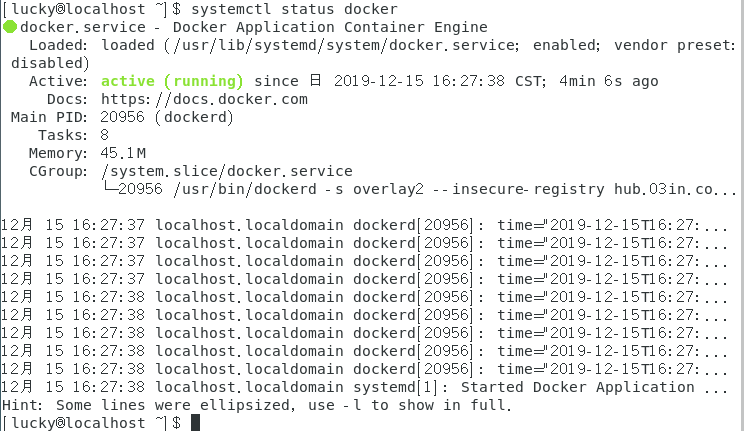 [lucky@localhost ~]$ systemctl status docker
● docker.service - Docker Application Container Engine
   Loaded: loaded (/usr/lib/systemd/system/docker.service; enabled; vendor preset:
 disabled)
   Active: active (running) since 日 2019-12-15 16:27:38 CST; 4min 6s ago
     Docs: https://docs.docker.com
 Main PID: 20956 (dockerd)
    Tasks: 8
   Memory: 45.1M
   CGroup: /system.slice/docker.service
           └─20956 /usr/bin/dockerd -s overlay2 --insecure-registry hub.03in.co...

12月 15 16:27:37 localhost.localdomain dockerd[20956]: time="2019-12-15T16:27:...
12月 15 16:27:37 localhost.localdomain dockerd[20956]: time="2019-12-15T16:27:...
12月 15 16:27:37 localhost.localdomain dockerd[20956]: time="2019-12-15T16:27:...
12月 15 16:27:37 localhost.localdomain dockerd[20956]: time="2019-12-15T16:27:...
12月 15 16:27:38 localhost.localdomain dockerd[20956]: time="2019-12-15T16:27:...
12月 15 16:27:38 localhost.localdomain dockerd[20956]: time="2019-12-15T16:27:...
12月 15 16:27:38 localhost.localdomain dockerd[20956]: time="2019-12-15T16:27:...
12月 15 16:27:38 localhost.localdomain dockerd[20956]: time="2019-12-15T16:27:...
12月 15 16:27:38 localhost.localdomain dockerd[20956]: time="2019-12-15T16:27:...
12月 15 16:27:38 localhost.localdomain systemd[1]: Started Docker Application ...
Hint: Some lines were ellipsized, use -l to show in full.
[lucky@localhost ~]$